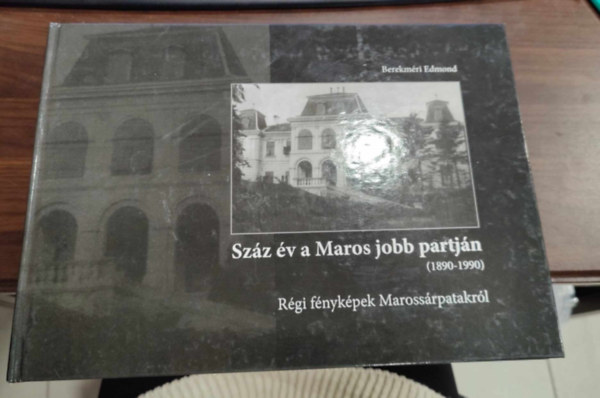 Berekméri Edmond
Száz év a Maros jobb partján
(1890-1990)
Régi fényképek Marossárpatakról